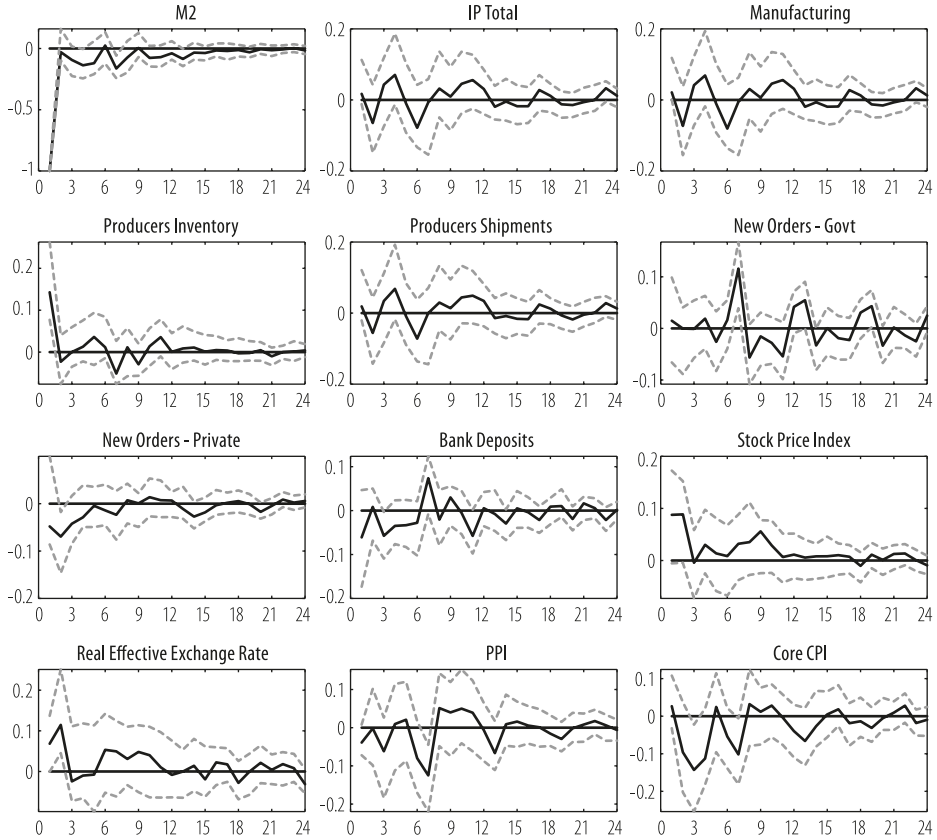 M2
0
-0.5
-1
0 3 6 9 12 15 18 21 24
IP Total
0.2
0
-0.2
0 3 6 9 12 15 18 21 24
Manufacturing
0.2
0
-0.2
0 3 6 9 12 15 18 21 24
Producers Inventory
0.2
0.1
0
0 3 6 9 12 15 18 21 24
Producers Shipments
0.2
0
-0.2
0 3 6 9 12 15 18 21 24
New Orders - Govt
0.1
0
-0.1
0 3 6 9 12 15 18 21 24
New Orders - Private
0
-0.1
-0.2
0 3 6 9 12 15 18 21 24
Bank Deposits
0.1
0
-0.1
-0.2
0 3 6 9 12 15 18 21 24
Stock Price Index
0.2
0.1
0
0 3 6 9 12 15 18 21 24
Real Effective Exchange Rate
0.2
0.1
0
0 3 6 9 12 15 18 21 24
PPI
0.1
0
-0.1
-0.2
0 3 6 9 12 15 18 21 24
Core CPI
0.1
0
-0.1
-0.2
0 3 6 9 12 15 18 21 24